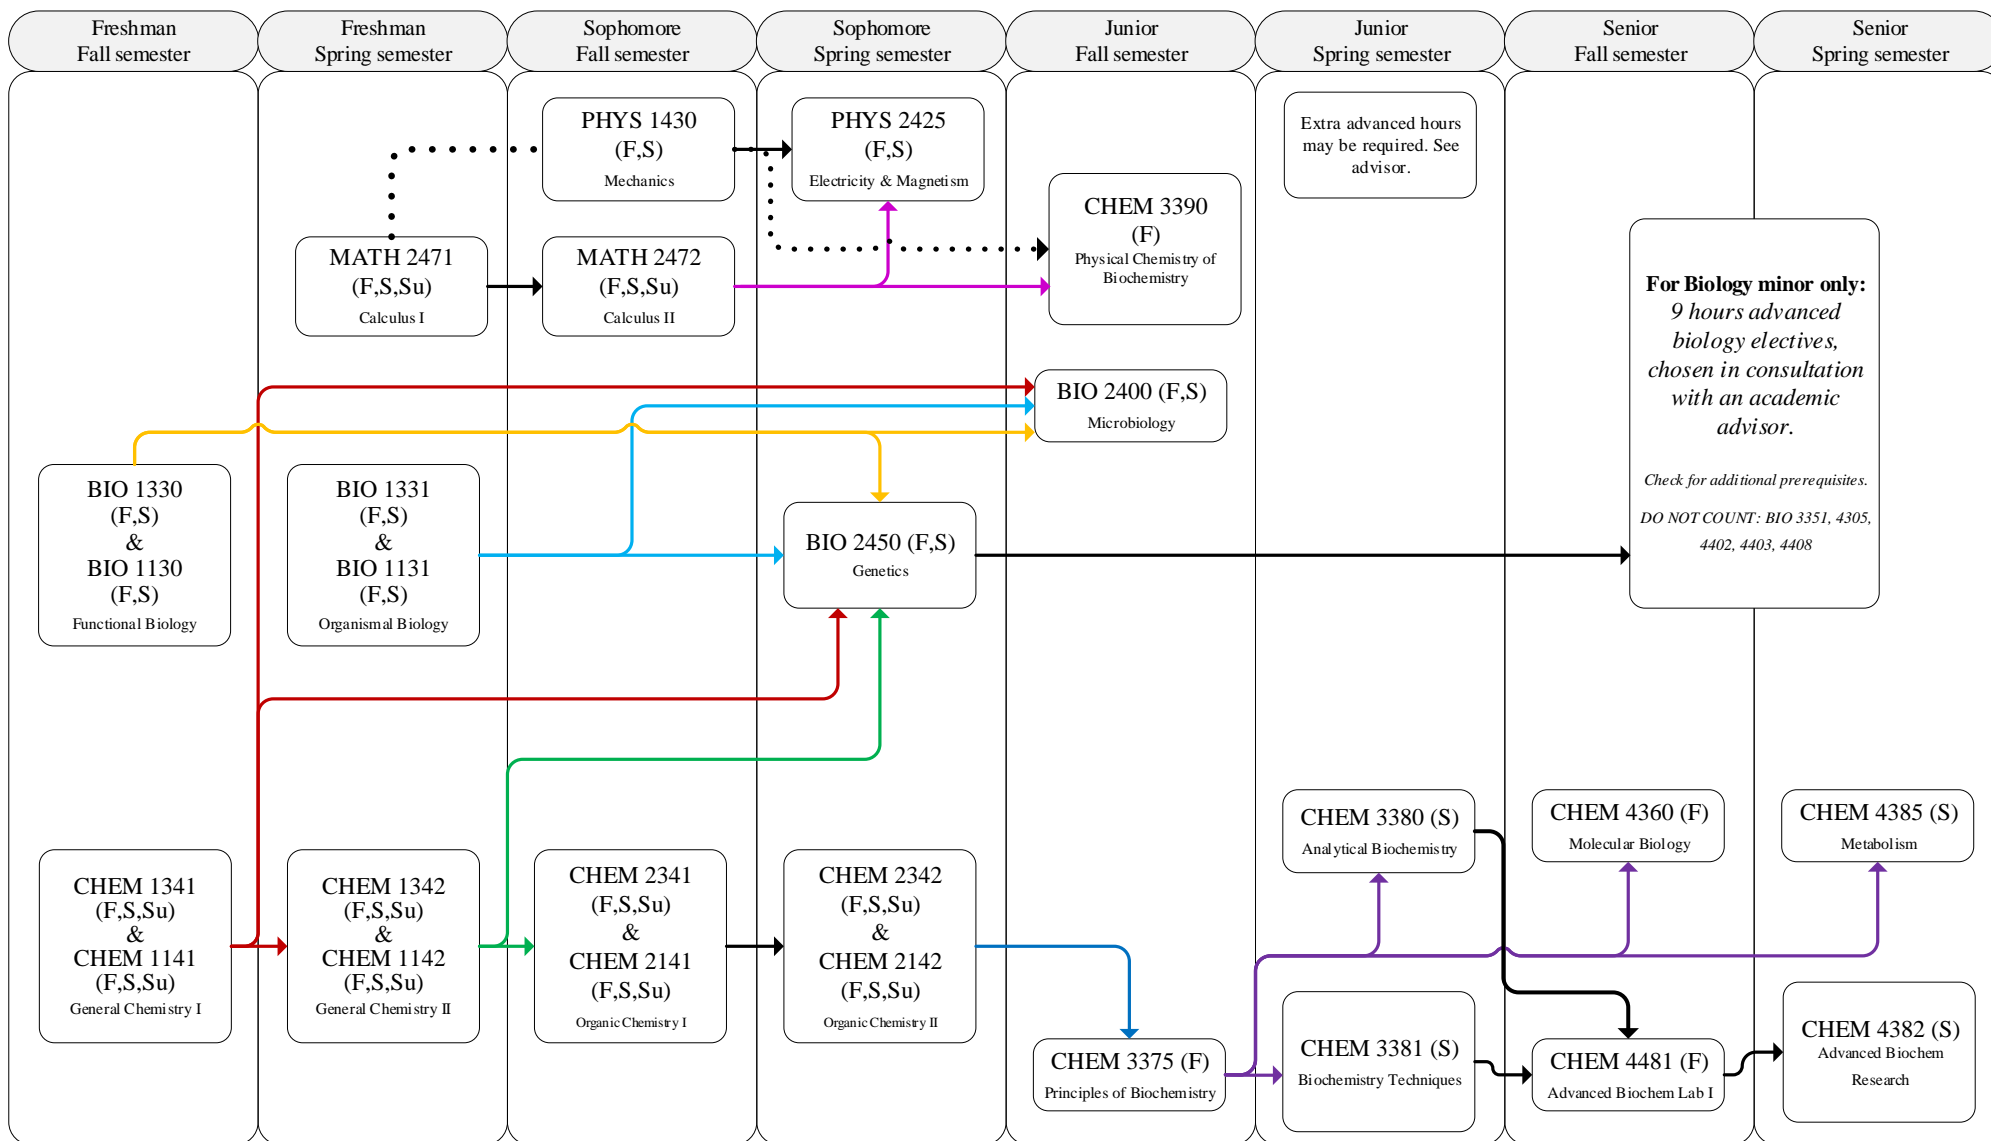 Freshman
Fall semester
Freshman
Spring semester
Sophomore
Fall semester
Sophomore
Spring semester
Junior
Fall semester
Junior
Spring semester
Senior
Fall semester
Senior
Spring semester
PHYS 1430
(F,S)
Mechanics
PHYS 2425
(F,S)
Electricity & Magnetism
Extra advanced hours
may be required. See
advisor.
CHEM 3390
(F)
Physical Chemistry of
Biochemistry
MATH 2471
(F,S,Su)
Calculus I
MATH 2472
(F,S,Su)
Calculus II
For Biology minor only:
9 hours advanced
biology electives,
chosen in consultation
with an academic
advisor.
Check for additional prerequisites.
DO NOT COUNT: BIO 3351, 4305,
4402, 4403, 4408
BIO 2400 (F,S)
Microbiology
BIO 1330
(F,S)
&
BIO 1130
(F,S)
Functional Biology
BIO 1331
(F,S)
&
BIO 1131
(F,S)
Organismal Biology
BIO 2450 (F,S)
Genetics
CHEM 3380 (S)
Analytical Biochemistry
CHEM 4360 (F)
Molecular Biology
CHEM 4385 (S)
Metabolism
CHEM 1341
(F,S,Su)
&
CHEM 1141
(F,S,Su)
General Chemistry I
CHEM 1342
(F,S,Su)
&
CHEM 1142
(F,S,Su)
General Chemistry II
CHEM 2341
(F,S,Su)
&
CHEM 2141
(F,S,Su)
Organic Chemistry I
CHEM 2342
(F,S,Su)
&
CHEM 2142
(F,S,Su)
Organic Chemistry II
CHEM 3375 (F)
Principles of Biochemistry
CHEM 3381 (S)
Biochemistry Techniques
CHEM 4481 (F)
Advanced Biochem Lab I
CHEM 4382 (S)
Advanced Biochem
Research